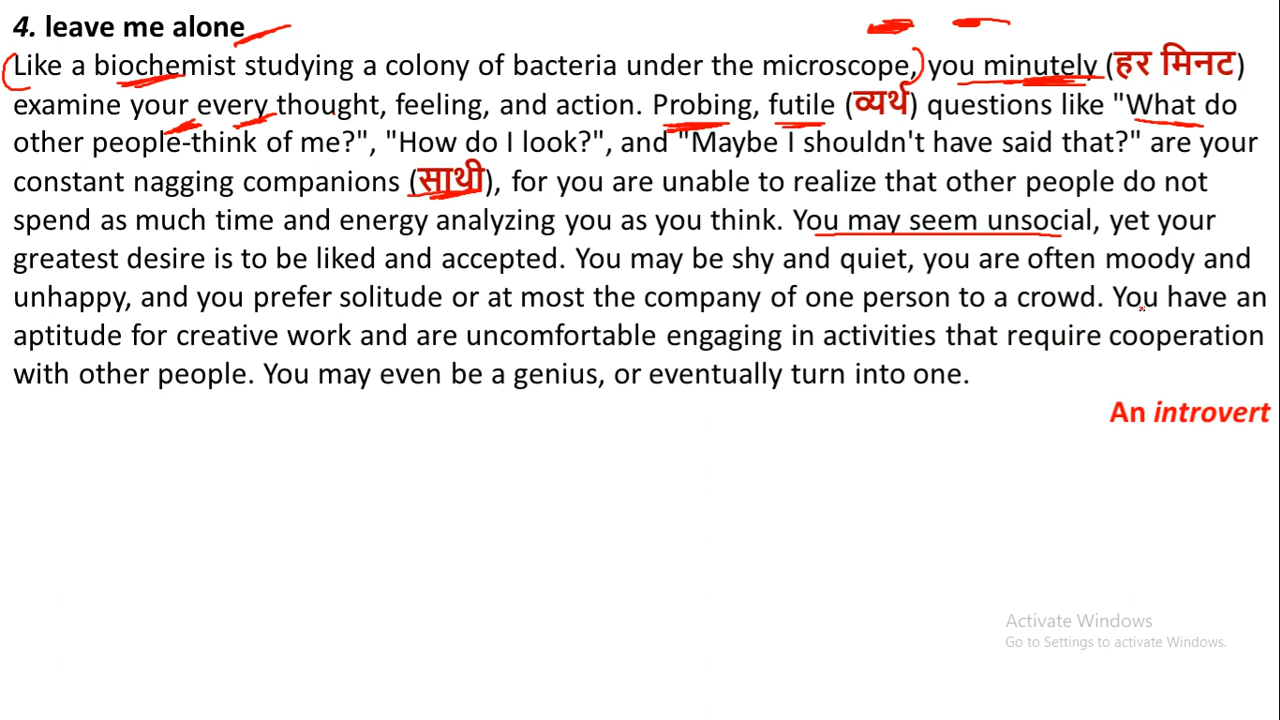 4. leave me alone
Like a biochemist studying a colony of bacteria under the microscope, you minutely (हर मिनट)
examine your every thought, feeling, and action. Probing, futile (व्यर्थ) questions like "What do
other people-think of me?", "How do I look?", and "Maybe I shouldn't have said that?" are your
constant nagging companions (साथी), for you are unable to realize that other people do not
spend as much time and energy analyzing you as you think. You may seem unsocial, yet your
greatest desire is to be liked and accepted. You may be shy and quiet, you are often moody and
unhappy, and you prefer solitude or at most the company of one person to a crowd. You have an
aptitude for creative work and are uncomfortable engaging in activities that require cooperation
with other people. You may even be a genius, or eventually turn into one.
An introvert
Activate Windows
Go to Settings to activate Windows.